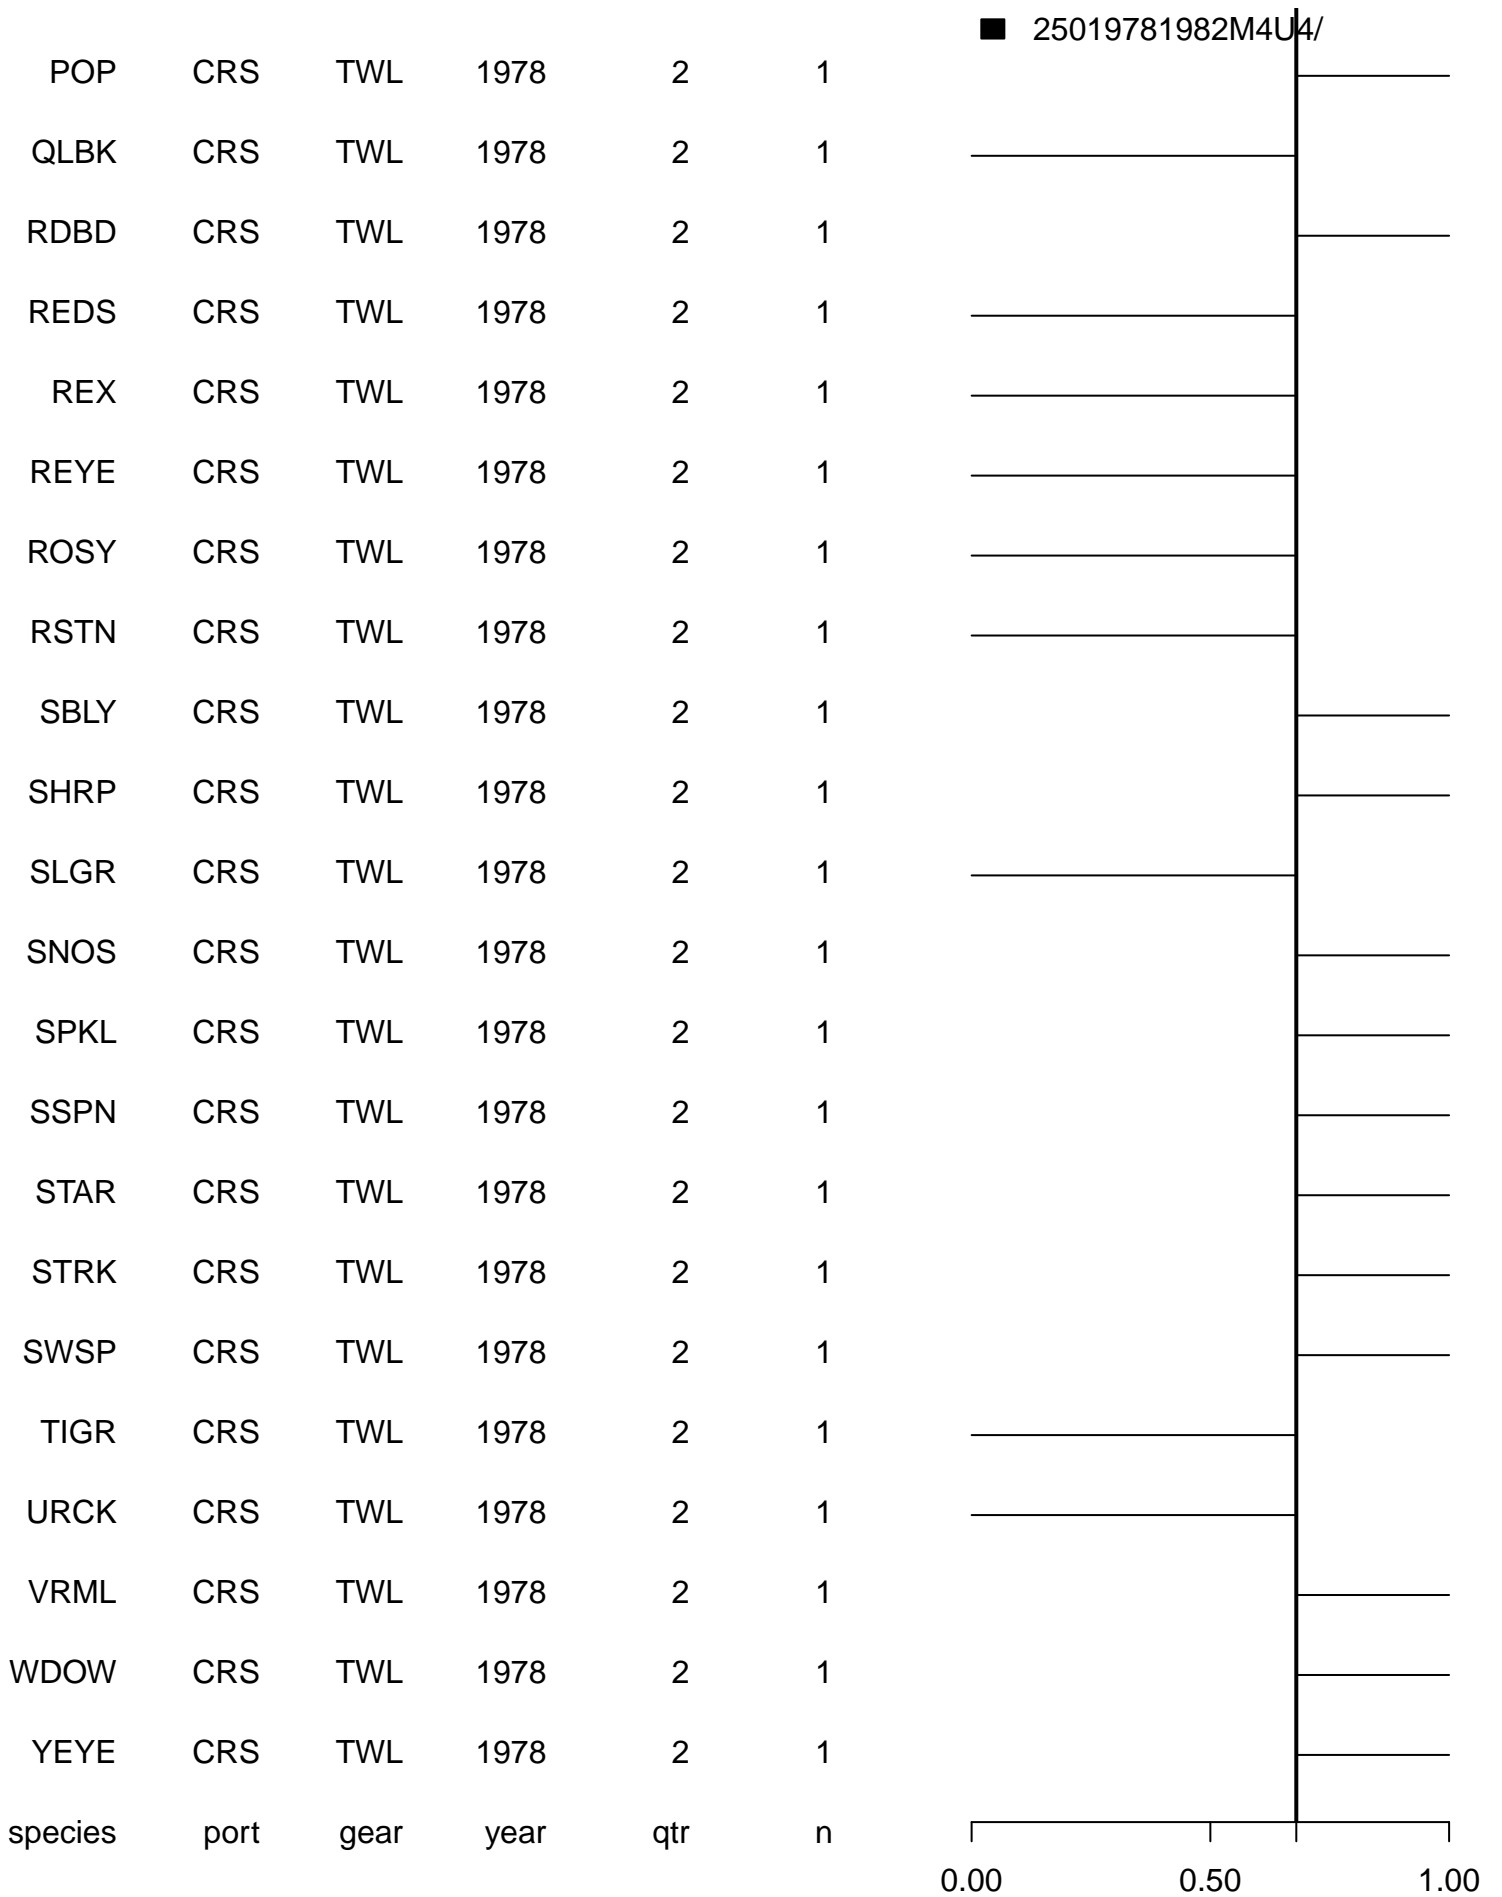 25019781982M4U4/
POP CRS TWL 1978 2 1
QLBK CRS TWL 1978 2 1
RDBD CRS TWL 1978 2 1
REDS CRS TWL 1978 2 1
REX CRS TWL 1978 2 1
REYE CRS TWL 1978 2 1
ROSY CRS TWL 1978 2 1
RSTN CRS TWL 1978 2 1
SBLY CRS TWL 1978 2 1
SHRP CRS TWL 1978 2 1
SLGR CRS TWL 1978 2 1
SNOS CRS TWL 1978 2 1
SPKL CRS TWL 1978 2 1
SSPN CRS TWL 1978 2 1
STAR CRS TWL 1978 2 1
STRK CRS TWL 1978 2 1
SWSP CRS TWL 1978 2 1
TIGR CRS TWL 1978 2 1
URCK CRS TWL 1978 2 1
VRML CRS TWL 1978 2 1
WDOW CRS TWL 1978 2 1
YEYE CRS TWL 1978 2 1
species port gear year qtr n
0.00 0.50 1.00